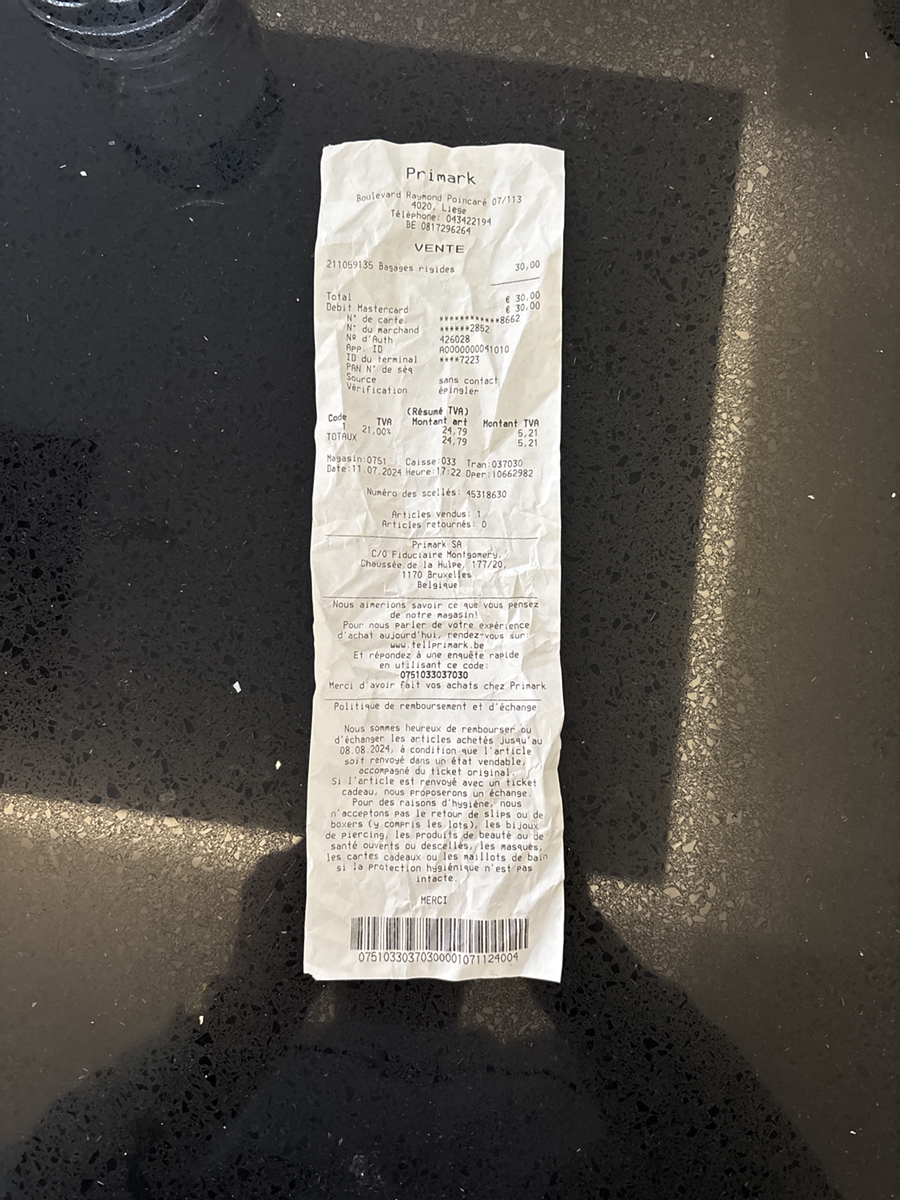 Primark
Boulevard Raymond Poincaré 07/113
4020, Liege
Téléphone: 043422194
BE 0817296264
VENTE
211059135 Bagages rigides 30,00
Total € 30,00
Debit Mastercard € 30,00
N° de carte. ************8662
N° du marchand ******2852
Nº d'Auth 426028
App. ID A0000000041010
ID du terminal ****7223
PAN N° de séq
Source sans contact
Vérification épingler
(Résumé TVA)
Code TVA Montant art Montant TVA
1 21,00% 24,79 5,21
TOTAUX 24,79 5,21
Magasin:0751 Caisse:033 Tran:037030
Date:11.07.2024 Heure:17:22 Oper:10662982
Numéro des scellés: 45318630
Articles vendus: 1
Articles retournés: 0
Primark SA
C/O Fiduciaire Montgomery,
Chaussée de la Hulpe, 177/20,
1170 Bruxelles
Belgique
Nous aimerions savoir ce que vous pensez
de notre magasin!
Pour nous parler de votre expérience
d'achat aujourd'hui, rendez-vous sur:
www.tellprimark.be
Et répondez à une enquête rapide
en utilisant ce code:
0751033037030
Merci d'avoir fait vos achats chez Primark
Politique de remboursement et d'échange
Nous sommes heureux de rembourser ou
d'échanger les articles achetés jusqu'au
08.08.2024, à condition que l'article
soit renvoyé dans un état vendable,
accompagné du ticket original.
Si l'article est renvoyé avec un ticket
cadeau, nous proposerons un échange.
Pour des raisons d'hygiène, nous
n'acceptons pas le retour de slips ou de
boxers (y compris les lots), les bijoux
de piercing, les produits de beauté ou de
santé ouverts ou descellés, les masques,
les cartes cadeaux ou les maillots de bain
si la protection hygiénique n'est pas
intacte.
MERCI
07510330370300001071124004